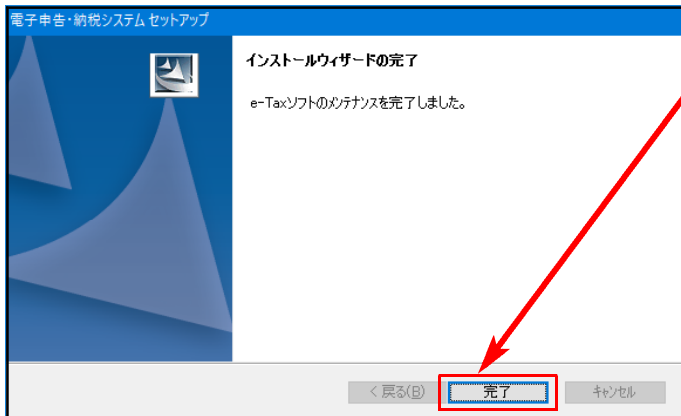 電子申告・納税システム セットアップ
インストールウィザードの完了
e-Taxソフトのメンテナンスを完了しました。
< 戻る(B) 完了 キャンセル